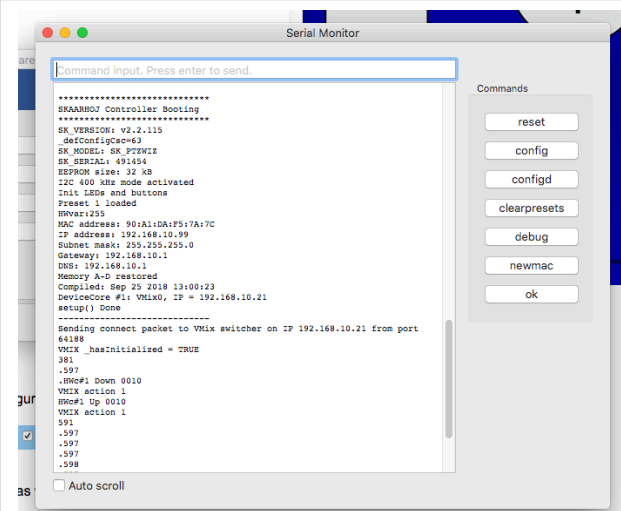 Serial Monitor
Command input. Press enter to send.
****************************
SKAARHOJ Controller Booting
****************************
SK_VERSION: v2.2.115
_defConfigCsc=63
SK_MODEL: SK_PTZWIZ
SK_SERIAL: 491454
EEPROM size: 32 kB
I2C 400 kHz mode activated
Init LEDs and buttons
Preset 1 loaded
HWvar:255
MAC address: 90:A1:DA:F5:7A:7C
IP address: 192.168.10.99
Subnet mask: 255.255.255.0
Gateway: 192.168.10.1
DNS: 192.168.10.1
Memory A-D restored
Compiled: Sep 25 2018 13:00:23
DeviceCore #1: VMix0, IP = 192.168.10.21
setup() Done
----------------------------
Sending connect packet to VMix switcher on IP 192.168.10.21 from port
64188
VMIX _hasInitialized = TRUE
381
.597
.HWc#1 Down 0010
VMIX action 1
HWc#1 Up 0010
VMIX action 1
591
.597
.597
.597
.598
Auto scroll
Commands
reset
config
configd
clearpresets
debug
newmac
ok
are
gur
as